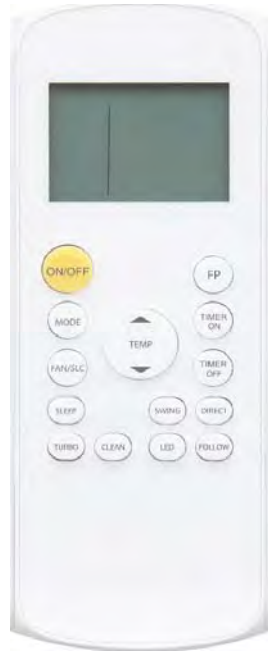 ON/OFF
FP
MODE
TEMP
TIMER
ON
FAN/SLC
TIMER
OFF
SLEEP
SWING
DIRECT
TURBO
CLEAN
LED
FOLLOW